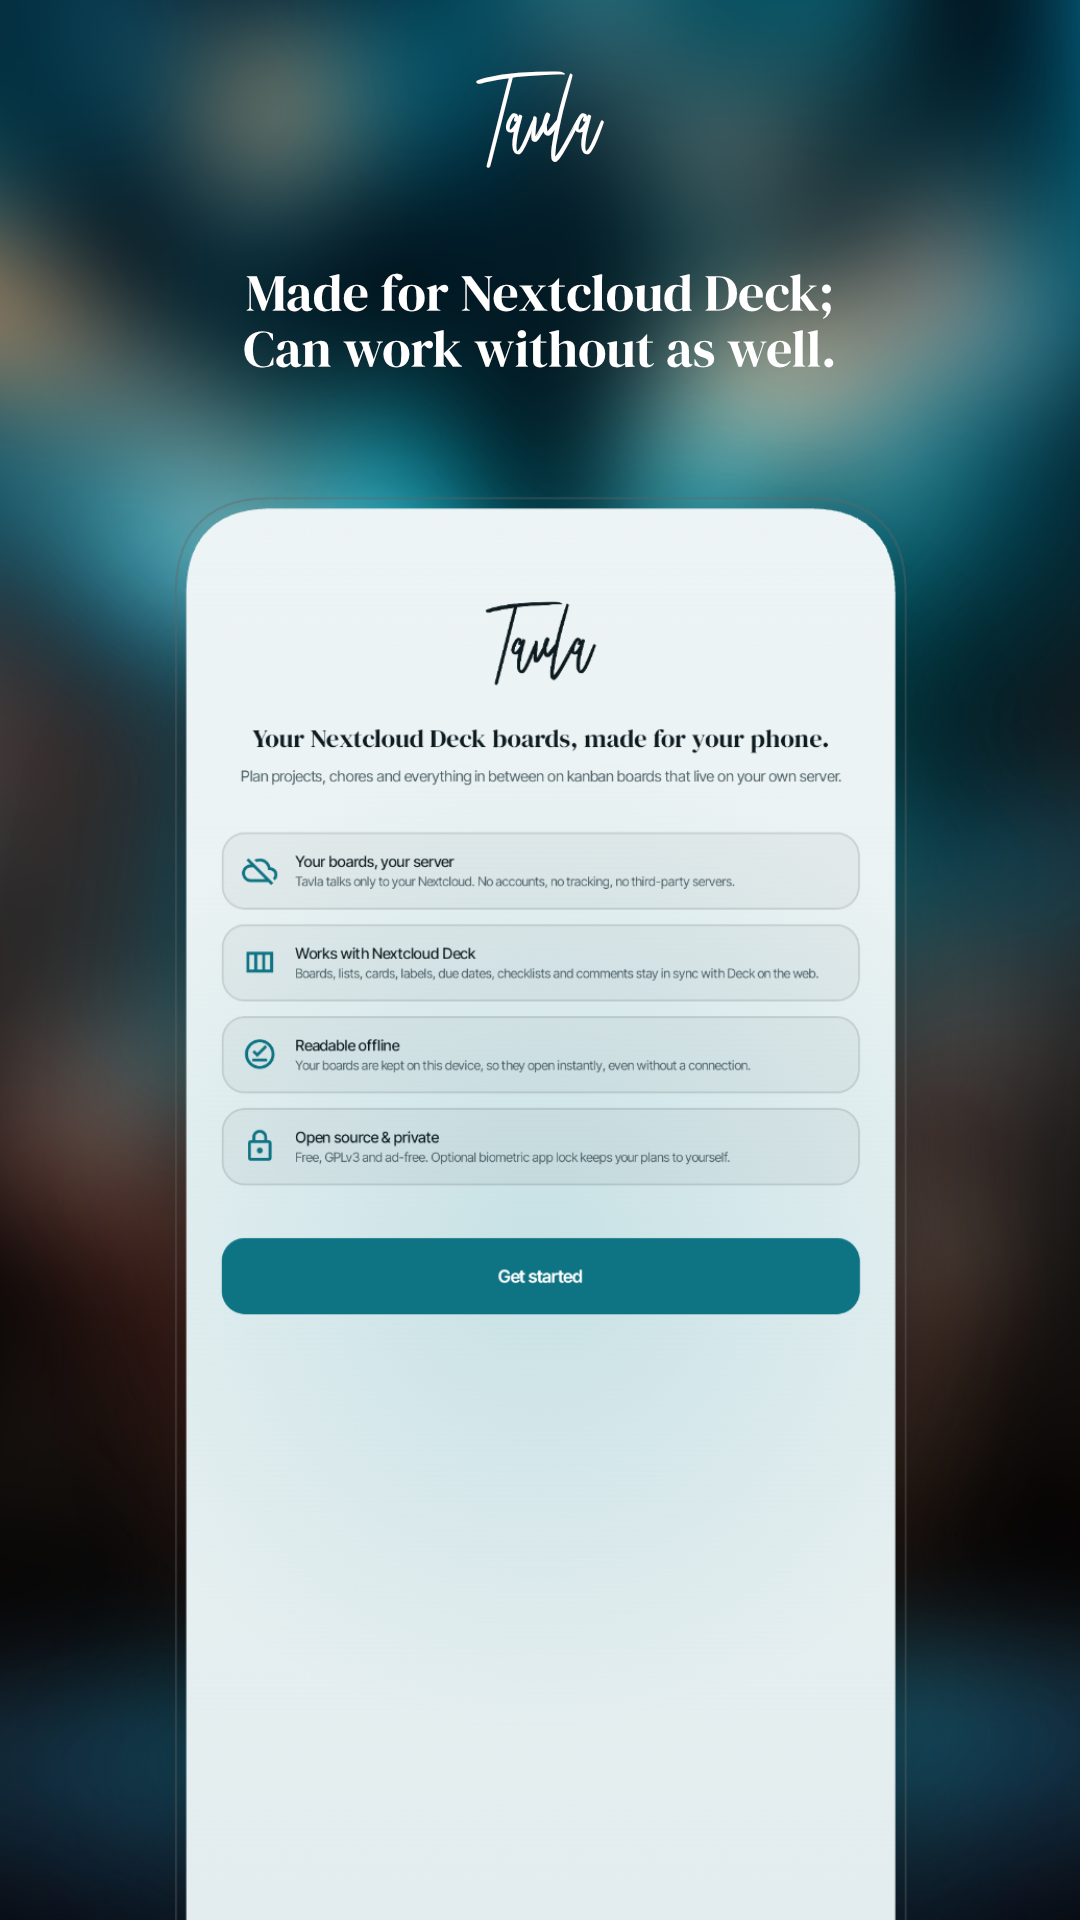 Tavla
Made for Nextcloud Deck;
Can work without as well.
Tavla
Your Nextcloud Deck boards, made for your phone.
Plan projects, chores and everything in between on kanban boards that live on your own server.
Your boards, your server
Tavla talks only to your Nextcloud. No accounts, no tracking, no third-party servers.
Works with Nextcloud Deck
Boards, lists, cards, labels, due dates, checklists and comments stay in sync with Deck on the web.
Readable offline
Your boards are kept on this device, so they open instantly, even without a connection.
Open source & private
Free, GPLv3 and ad-free. Optional biometric app lock keeps your plans to yourself.
Get started